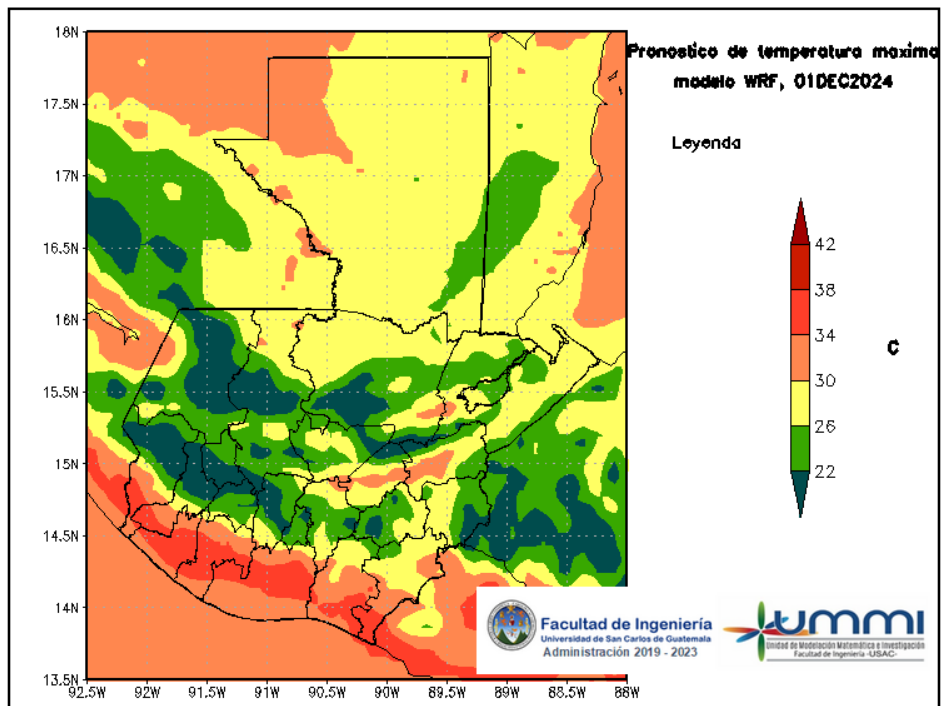 Pronostico de temperatura maxima
modelo WRF, 01DEC2024
Leyenda
42
38
34
30
26
22
C
18N
17.5N
17N
16.5N
16N
15.5N
15N
14.5N
14N
13.5N
92.5W 92W 91.5W 91W 90.5W 90W 89.5W 89W 88.5W 88W
Facultad de Ingeniería
Universidad de San Carlos de Guatemala
Administración 2019 - 2023
UMMI
Unidad de Modelación Matemática e Investigación
Facultad de Ingeniería -USAC-